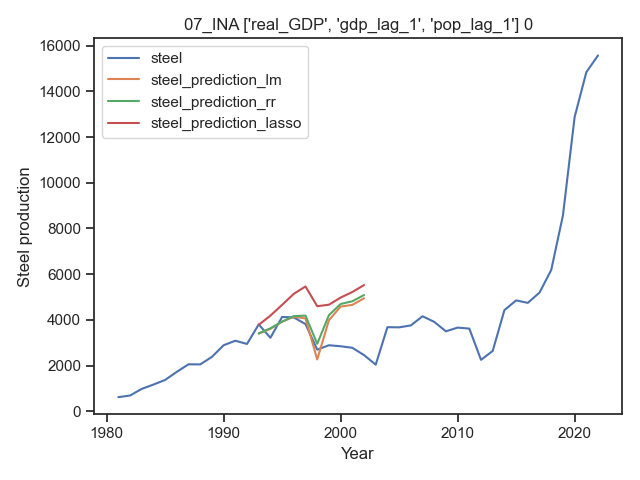 07_INA ['real_GDP', 'gdp_lag_1', 'pop_lag_1'] 0
16000
14000
12000
10000
8000
6000
4000
2000
0
Steel production
steel
steel_prediction_lm
steel_prediction_rr
steel_prediction_lasso
1980
1990
2000
2010
2020
Year